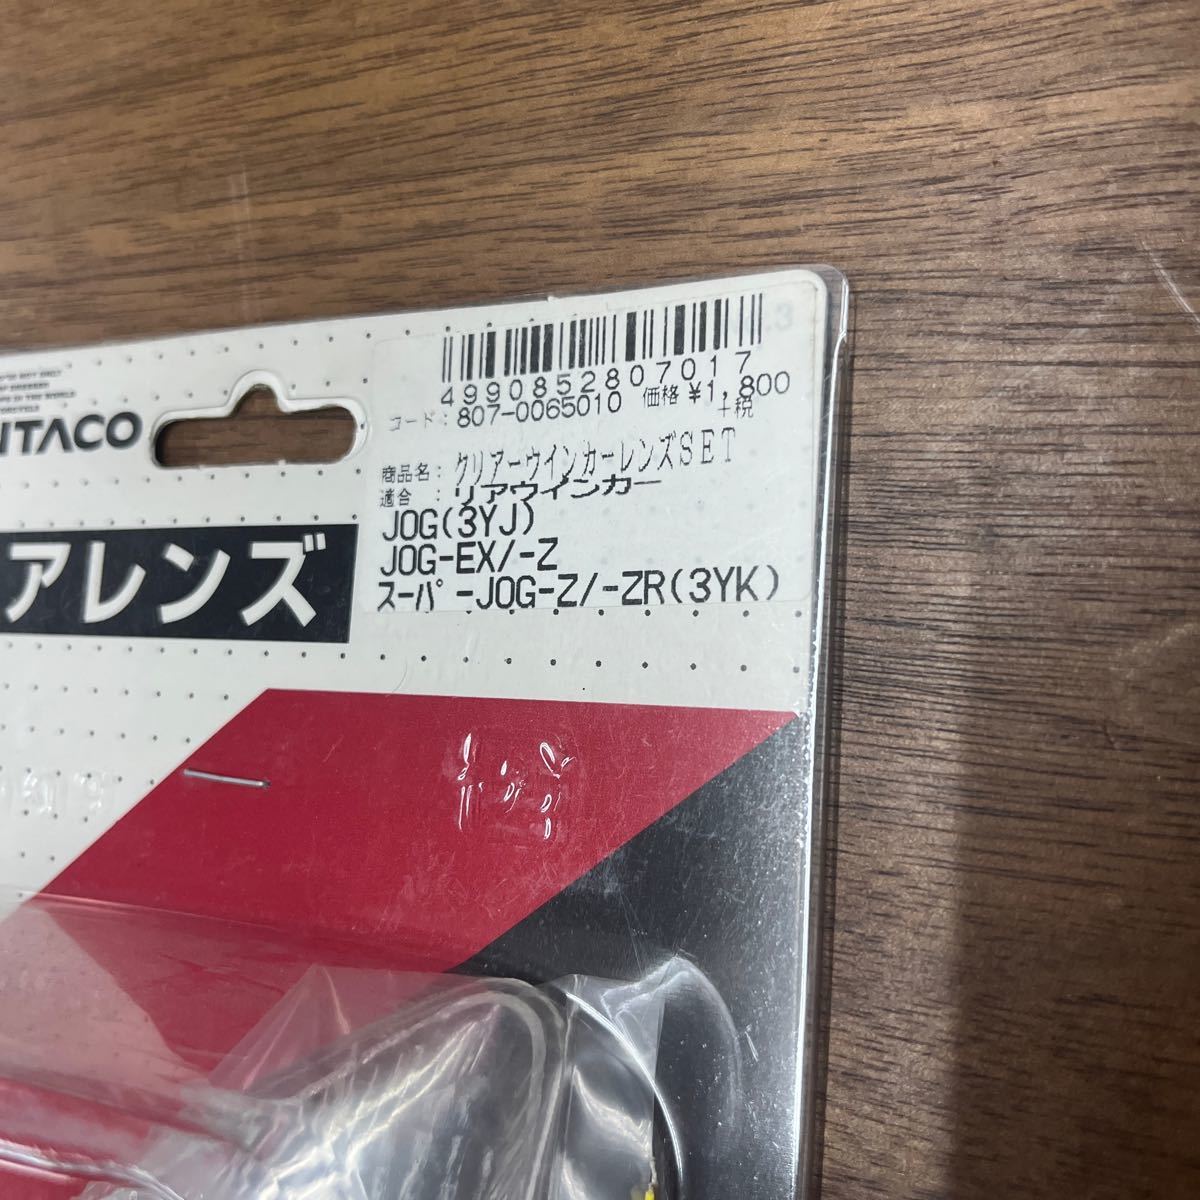 4990852807017
コード: 807-0065010 価格 ¥1,800
+税
商品名: クリアーウインカーレンズSET
適合 : リアウインカー
JOG(3YJ)
JOG-EX/-Z
スーパー-JOG-Z/-ZR(3YK)
NTACO
アレンズ